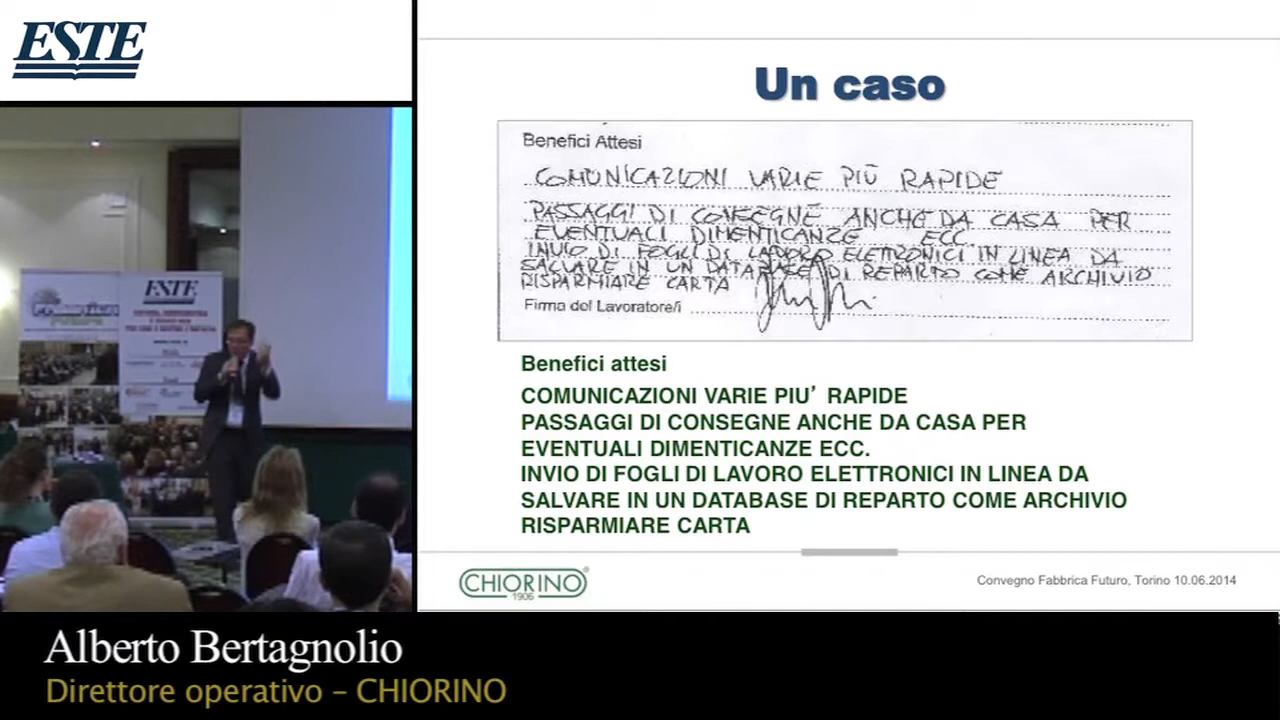 ESTE
Un caso
Benefici Attesi
COMUNICAZIONI VARIE PIÙ RAPIDE
PASSAGGI DI CONSEGNE ANCHE DA CASA PER
EVENTUALI DIMENTICANZE ECC.
INVIO DI FOGLI DI LAVORO ELETTRONICI IN LINEA DA
SALVARE IN UN DATABASE DI REPARTO COME ARCHIVIO
RISPARMIARE CARTA
Firma del Lavoratore/i
Benefici attesi
COMUNICAZIONI VARIE PIU' RAPIDE
PASSAGGI DI CONSEGNE ANCHE DA CASA PER
EVENTUALI DIMENTICANZE ECC.
INVIO DI FOGLI DI LAVORO ELETTRONICI IN LINEA DA
SALVARE IN UN DATABASE DI REPARTO COME ARCHIVIO
RISPARMIARE CARTA
CHIORINO®
1906
Convegno Fabbrica Futuro, Torino 10.06.2014
ESTE
Alberto Bertagnolio
Direttore operativo – CHIORINO